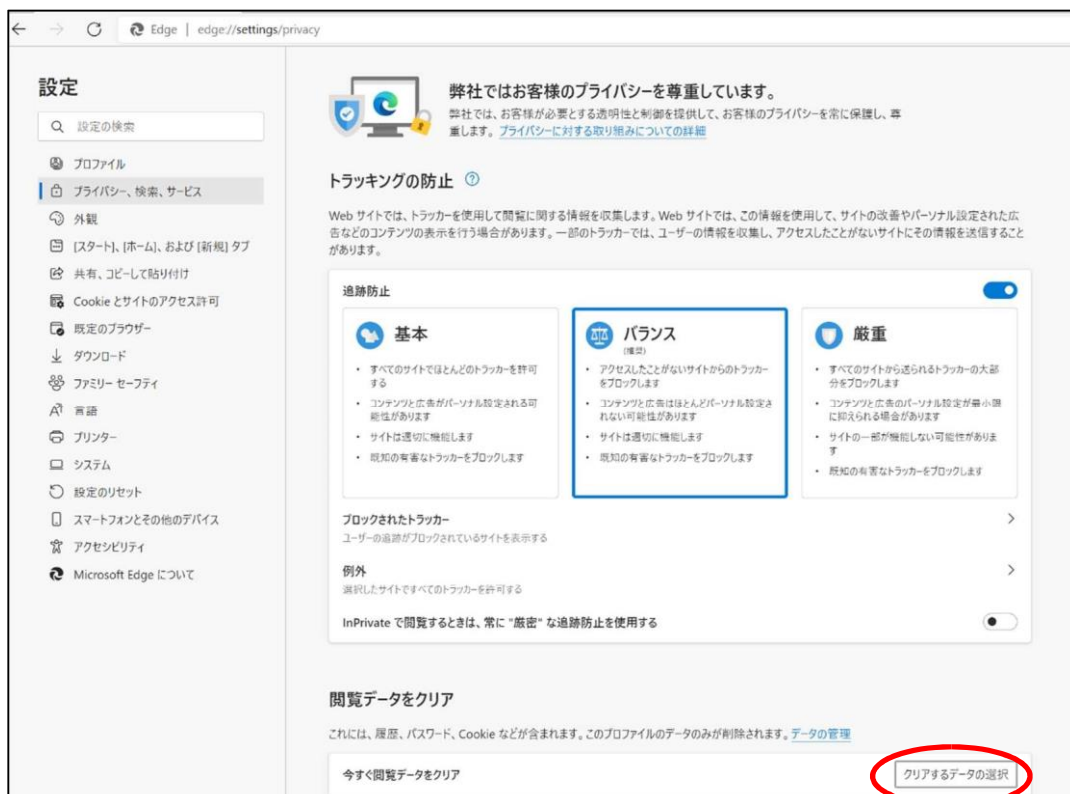 Edge | edge://settings/privacy
設定
設定の検索
プロファイル
プライバシー、検索、サービス
外観
[スタート]、[ホーム]、および [新規] タブ
共有、コピーして貼り付け
Cookie とサイトのアクセス許可
既定のブラウザー
ダウンロード
ファミリー セーフティ
言語
プリンター
システム
設定のリセット
スマートフォンとその他のデバイス
アクセシビリティ
Microsoft Edge について
弊社ではお客様のプライバシーを尊重しています。
弊社では、お客様が必要とする透明性と制御を提供して、お客様のプライバシーを常に保護し、尊
重します。プライバシーに対する取り組みについての詳細
トラッキングの防止
Web サイトでは、トラッカーを使用して閲覧に関する情報を収集します。Web サイトでは、この情報を使用して、サイトの改善やパーソナル設定された広
告などのコンテンツの表示を行う場合があります。一部のトラッカーでは、ユーザーの情報を収集し、アクセスしたことがないサイトにその情報を送信すること
があります。
追跡防止
基本
・ すべてのサイトでほとんどのトラッカーを許可
する
・ コンテンツと広告がパーソナル設定される可
能性があります
・ サイトは適切に機能します
・ 既知の有害なトラッカーをブロックします
バランス
(推奨)
・ アクセスしたことがないサイトからのトラッカー
をブロックします
・ コンテンツと広告はほとんどパーソナル設定さ
れない可能性があります
・ サイトは適切に機能します
・ 既知の有害なトラッカーをブロックします
厳重
・ すべてのサイトから送られるトラッカーの大部
分をブロックします
・ コンテンツと広告のパーソナル設定が最小限
に抑えられる場合があります
・ サイトの一部が機能しない可能性がありま
す
・ 既知の有害なトラッカーをブロックします
ブロックされたトラッカー
ユーザーの追跡がブロックされているサイトを表示する
例外
選択したサイトですべてのトラッカーを許可する
InPrivate で閲覧するときは、常に "厳密" な追跡防止を使用する
閲覧データをクリア
これには、履歴、パスワード、Cookie などが含まれます。このプロファイルのデータのみが削除されます。データの管理
今すぐ閲覧データをクリア
クリアするデータの選択